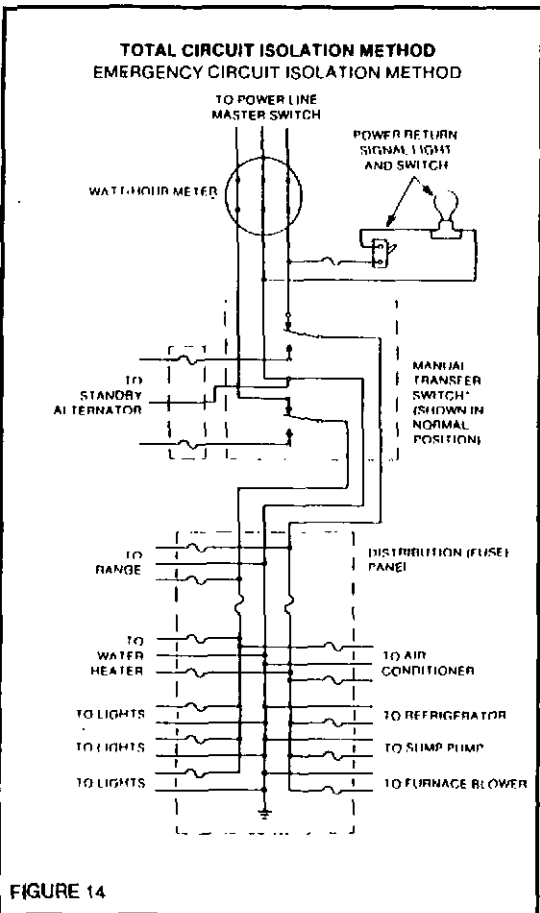 TOTAL CIRCUIT ISOLATION METHOD
EMERGENCY CIRCUIT ISOLATION METHOD
TO POWER LINE
MASTER SWITCH
POWER RETURN
SIGNAL LIGHT
AND SWITCH
WATT-HOUR METER
TO
STANDBY
ALTERNATOR
MANUAL
TRANSFER
SWITCH*
(SHOWN IN
NORMAL
POSITION)
TO
RANGE
DISTRIBUTION (FUSE)
PANEL
TO
WATER
HEATER
TO AIR
CONDITIONER
TO LIGHTS
TO REFRIGERATOR
TO LIGHTS
TO SUMP PUMP
TO LIGHTS
TO FURNACE BLOWER
FIGURE 14